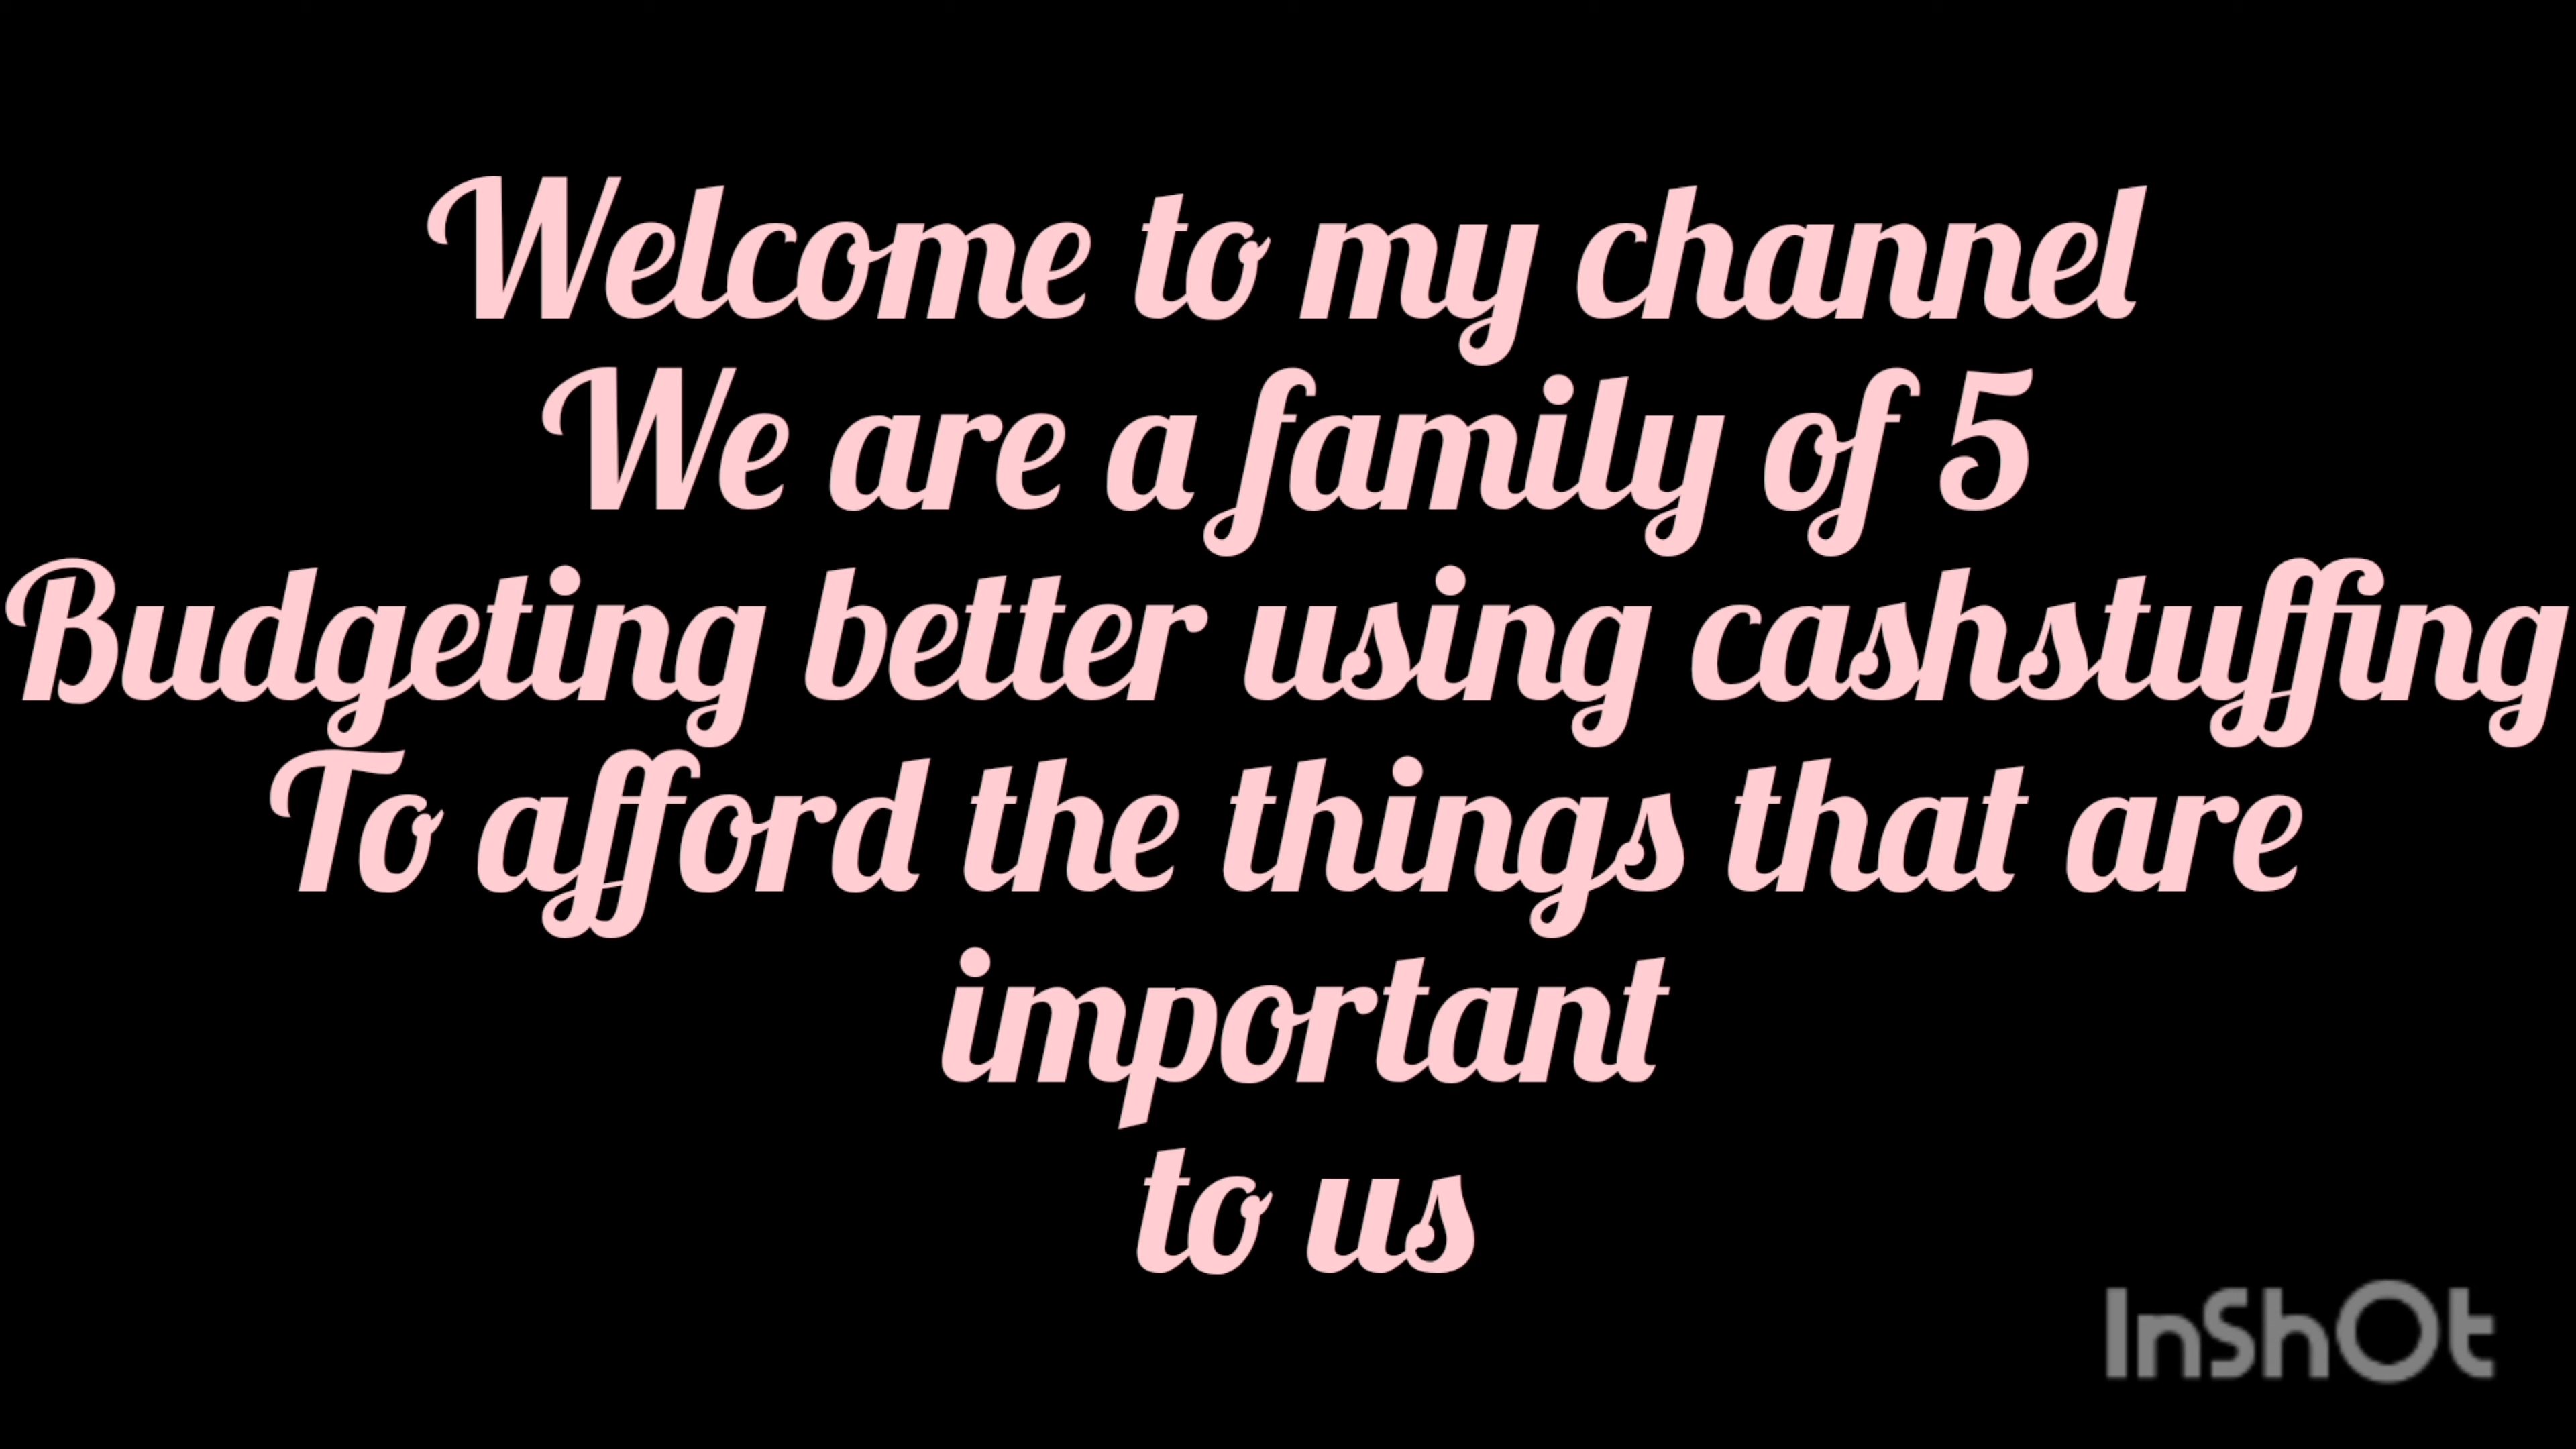 Welcome to my channel
We are a family of 5
Budgeting better using cashstuffing
To afford the things that are
important
to us
InShOt